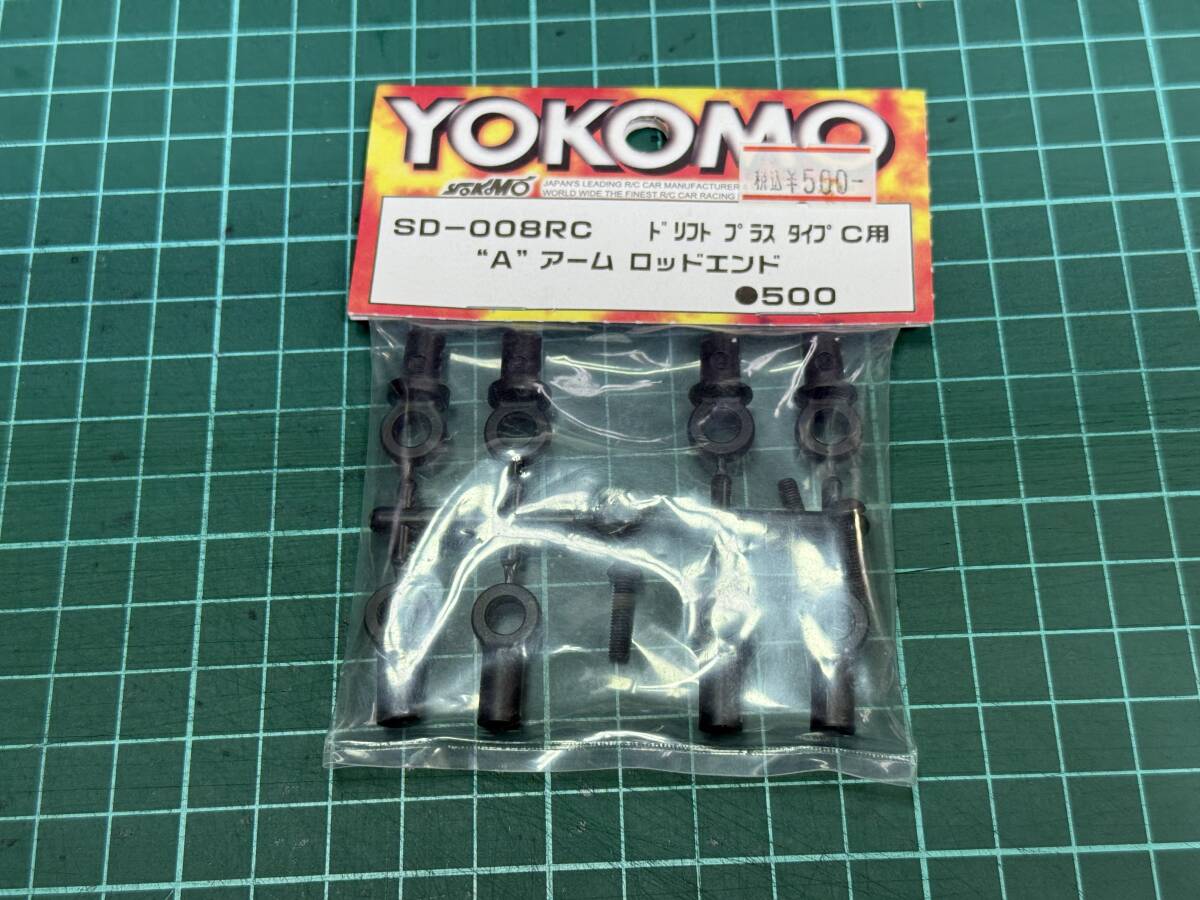 YOKOMO
YOKOMO
JAPAN'S LEADING R/C CAR MANUFACTURER
WORLD WIDE THE FINEST R/C CAR RACING
税込¥500-
SD-008RC ドリフト プラス タイプ C用
"A" アーム ロッドエンド
●500